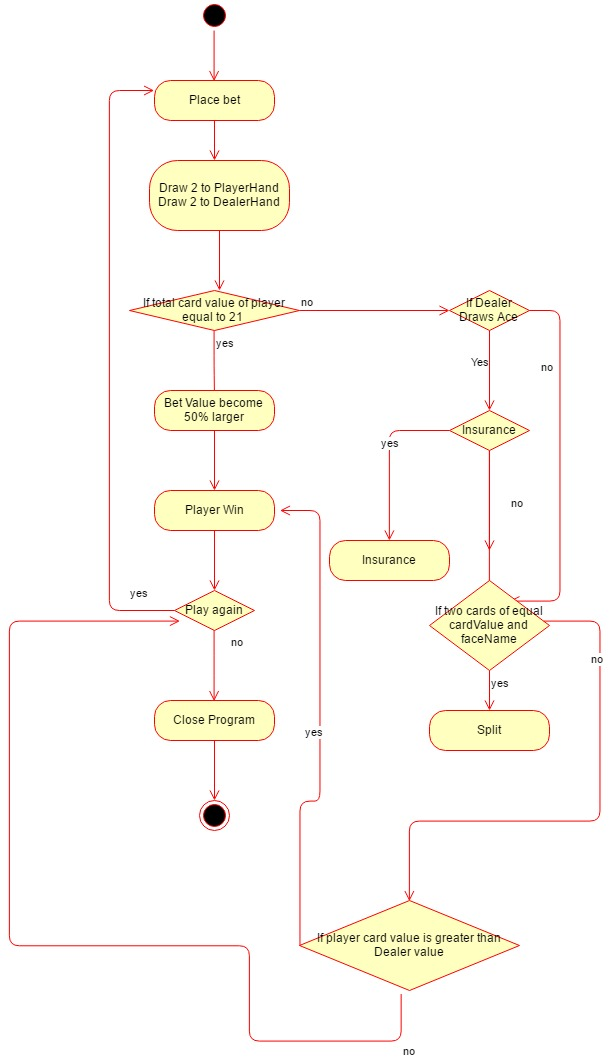 Place bet
Draw 2 to PlayerHand
Draw 2 to DealerHand
If total card value of player
equal to 21
no
If Dealer
Draws Ace
yes
Yes
no
Bet Value become
50% larger
Insurance
yes
no
Player Win
Insurance
yes
Play again
no
If two cards of equal
cardValue and
faceName
no
yes
Close Program
Split
yes
If player card value is greater than
Dealer value
no